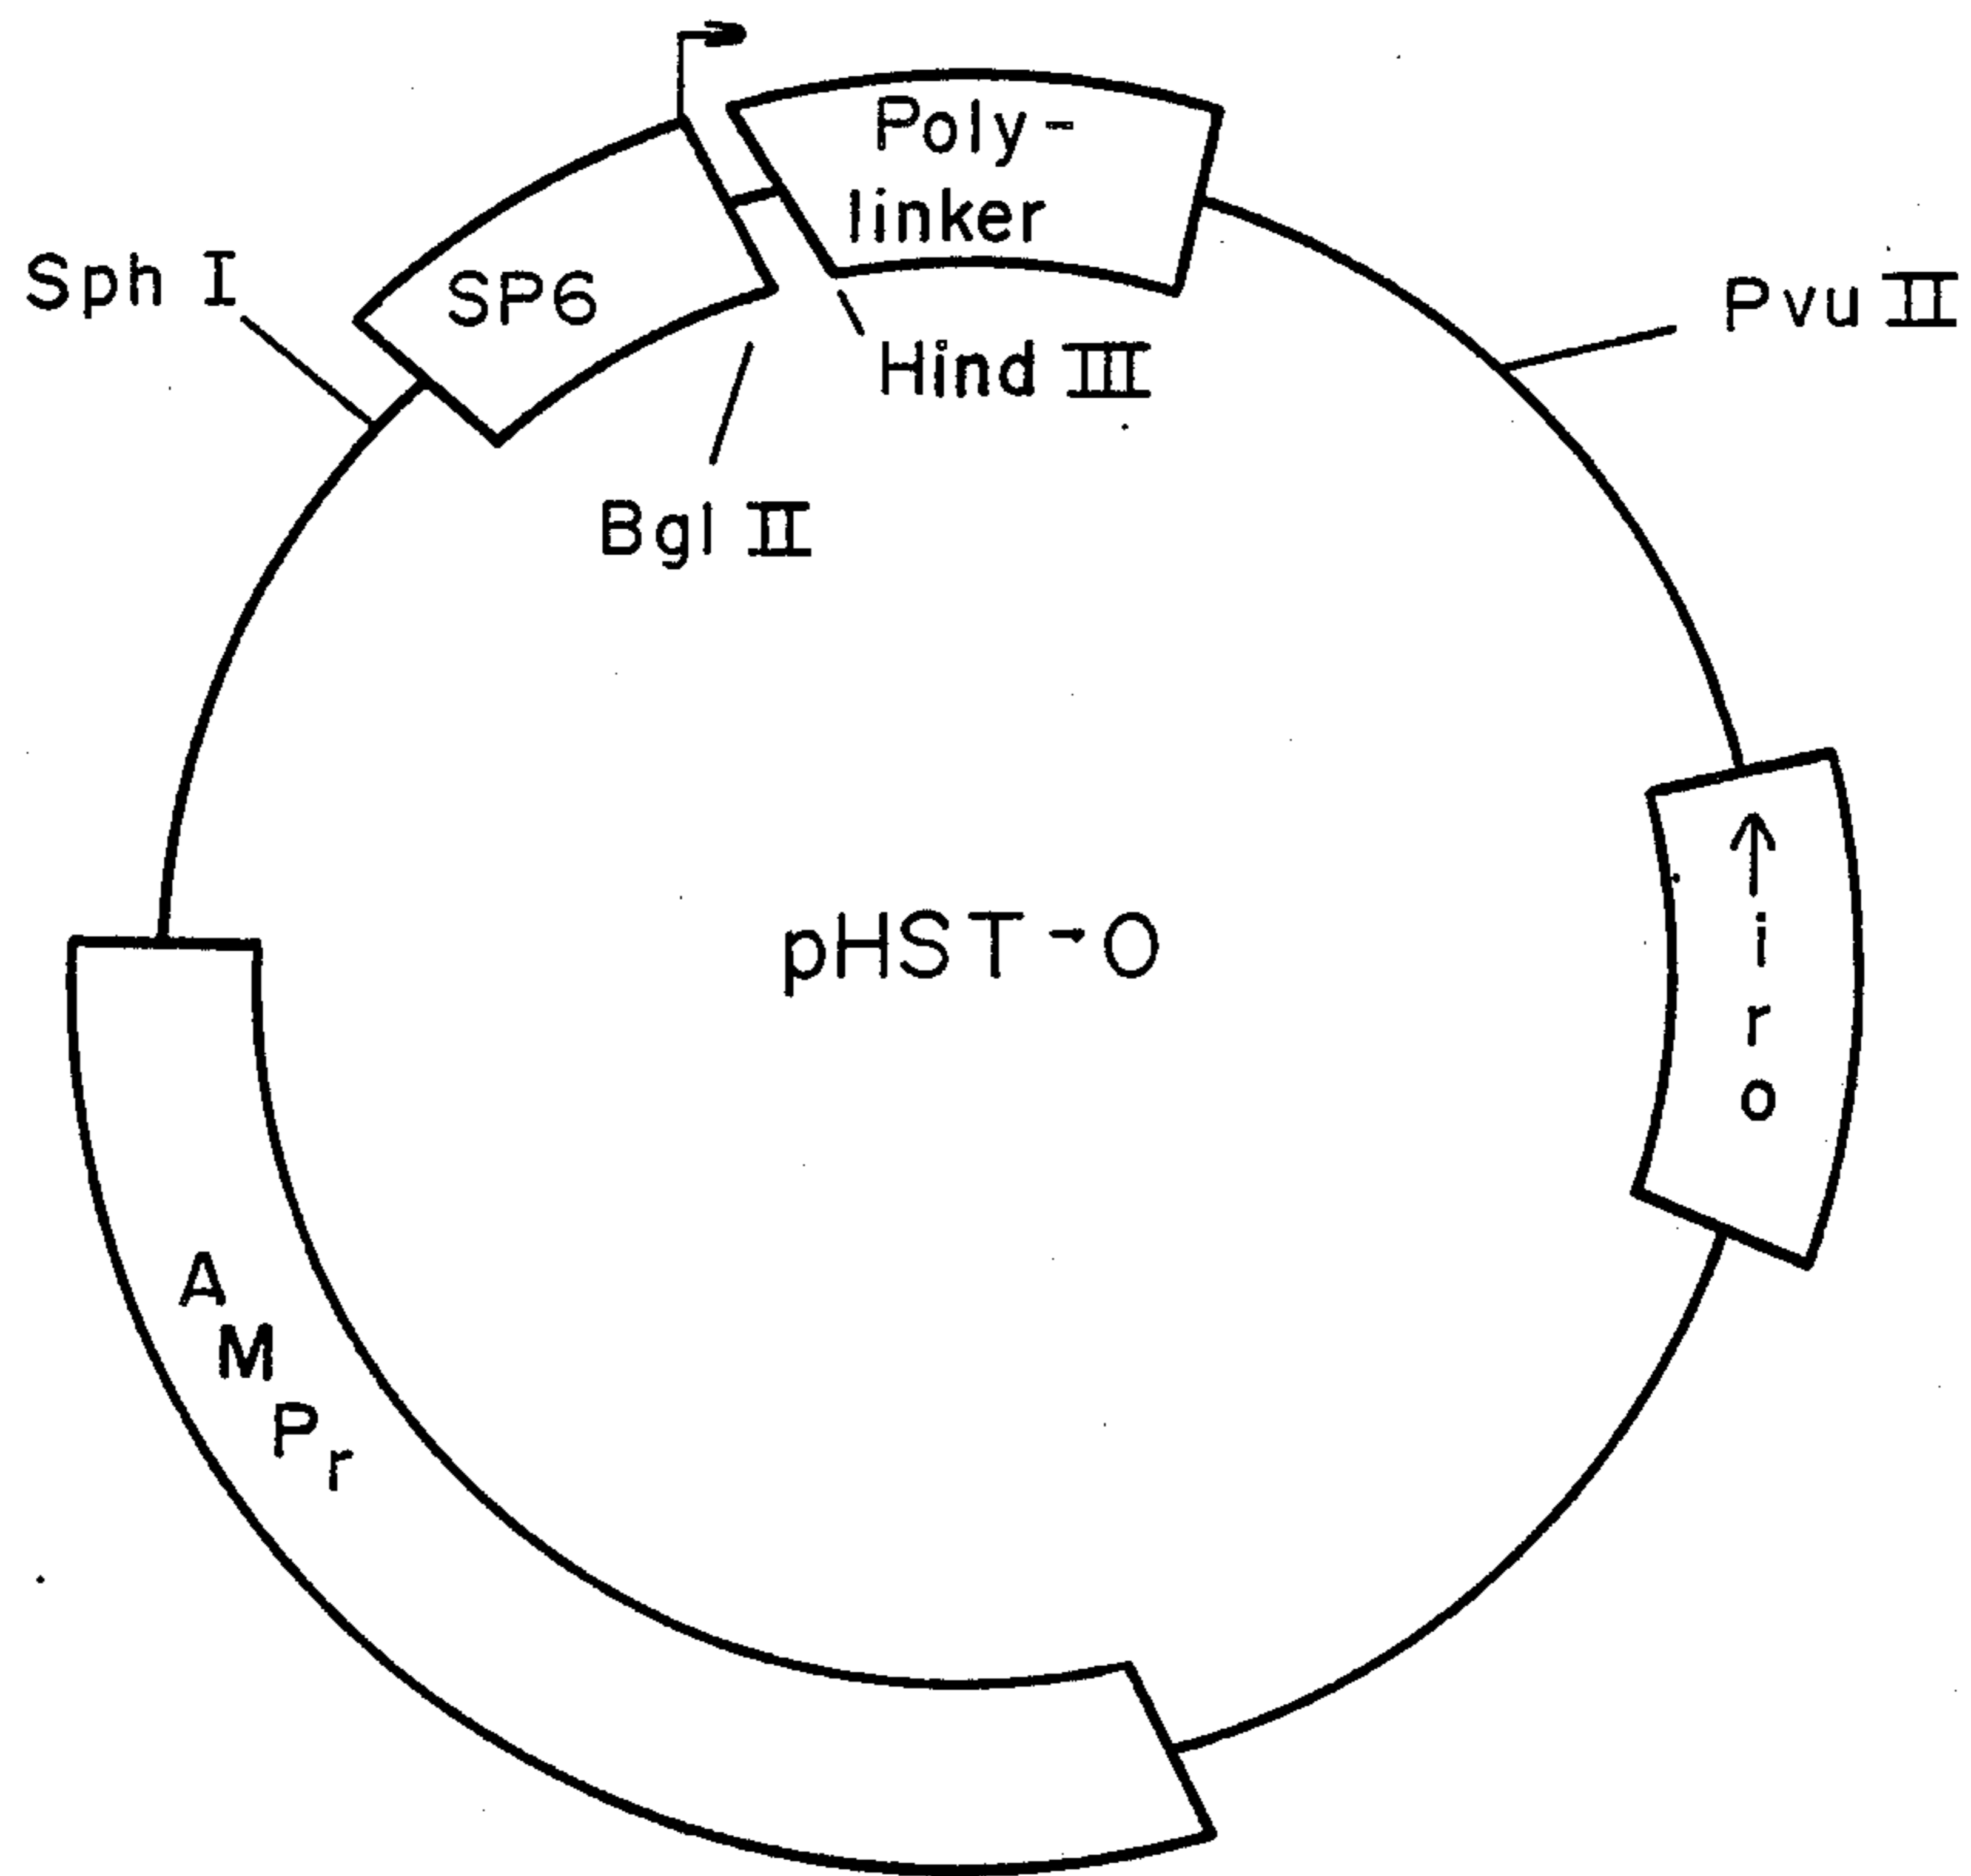 Poly-
linker
Sph I
SP6
Pvu II
Hind III
Bgl II
pHST-O
ori
AMPr